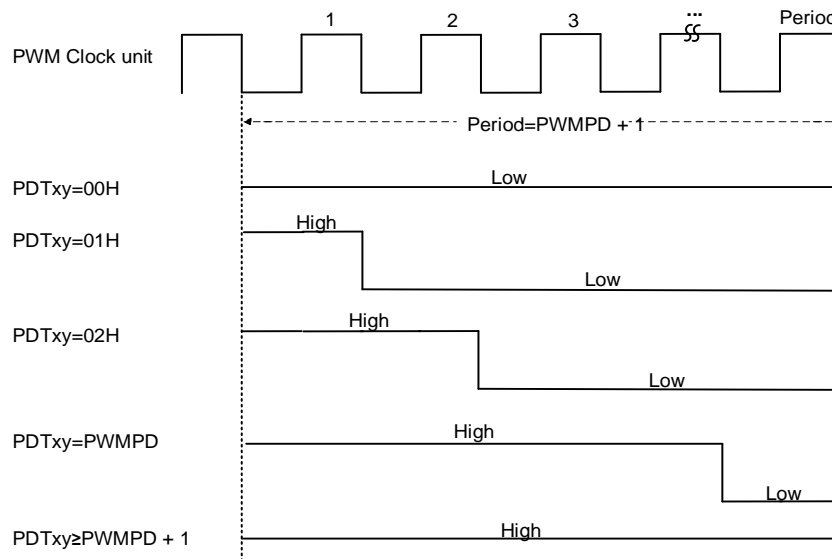 1 2 3 ... Period
PWM Clock unit
Period=PWMPD + 1
PDTxy=00H Low
High
PDTxy=01H
Low
High
PDTxy=02H
Low
PDTxy=PWMPD High
Low
PDTxy≥PWMPD + 1 High